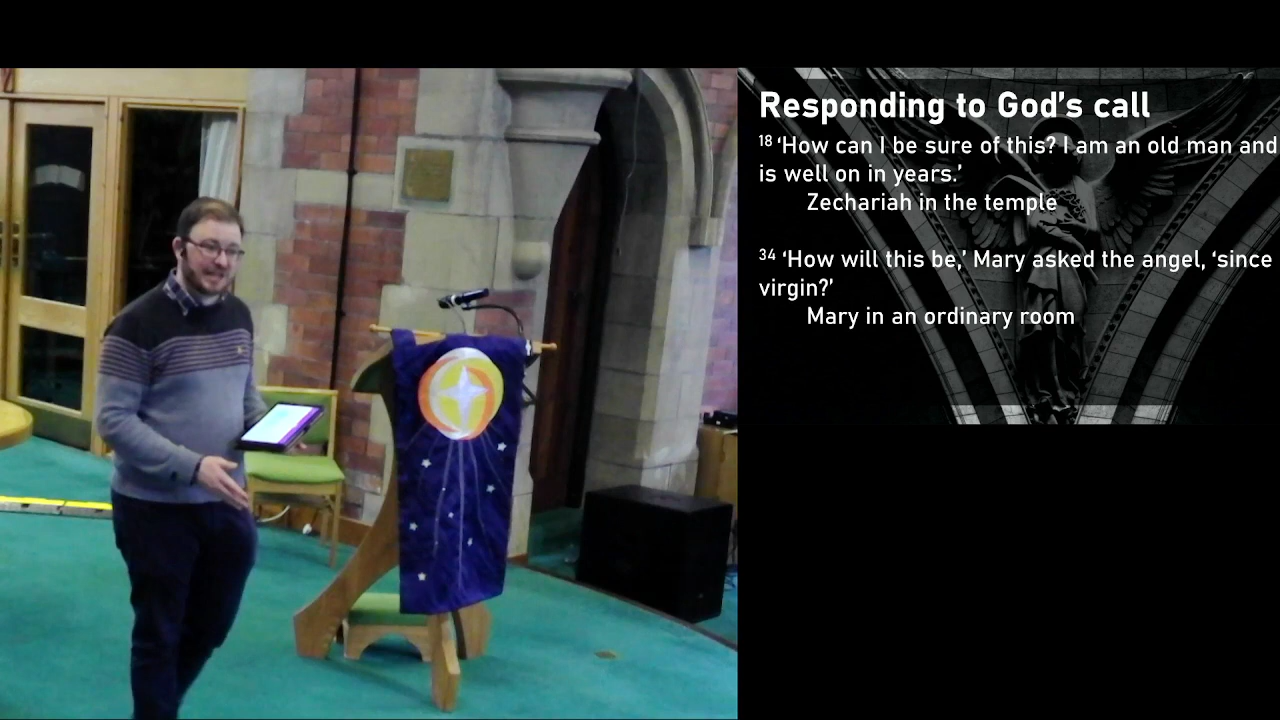 Responding to God's call
18 'How can I be sure of this? I am an old man and
is well on in years.'
Zechariah in the temple
34 'How will this be,' Mary asked the angel, 'since
virgin?'
Mary in an ordinary room